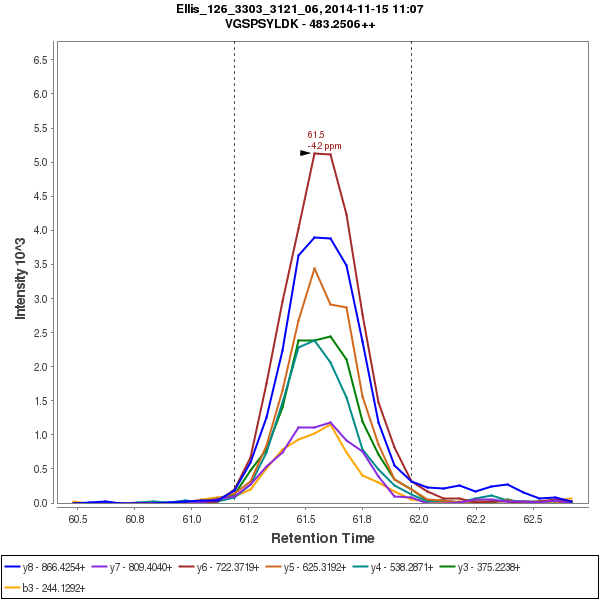 Ellis_126_3303_3121_06, 2014-11-15 11:07
VGSPSYLDK - 483.2506++
Intensity 10^3
6.5
6.0
5.5
5.0
4.5
4.0
3.5
3.0
2.5
2.0
1.5
1.0
0.5
0.0
61.5
-4.2 ppm
60.5 60.8 61.0 61.2 61.5 61.8 62.0 62.2 62.5
Retention Time
y8 - 866.4254+ y7 - 809.4040+ y6 - 722.3719+ y5 - 625.3192+ y4 - 538.2871+ y3 - 375.2238+
b3 - 244.1292+